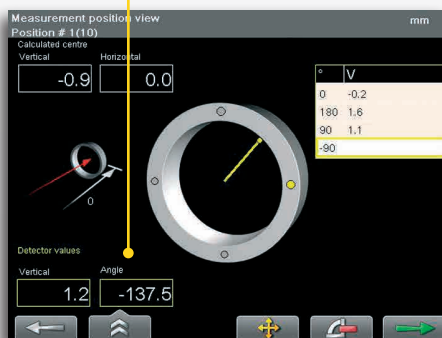 Measurement position view
mm
Position # 1(10)
Calculated centre
Vertical
Horizontal
-0.9
0.0
° V
0 -0.2
180 1.6
90 1.1
-90
0
Detector values
Vertical
Angle
1.2
-137.5